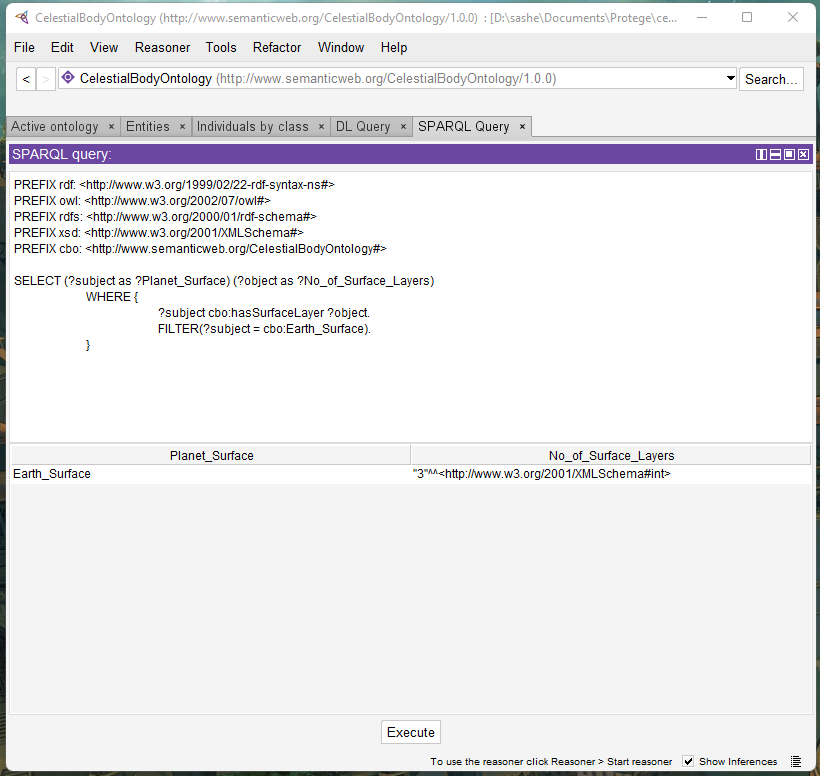 CelestialBodyOntology (http://www.semanticweb.org/CelestialBodyOntology/1.0.0) : [D:\sashe\Documents\Protege\ce...
File Edit View Reasoner Tools Refactor Window Help
< > CelestialBodyOntology (http://www.semanticweb.org/CelestialBodyOntology/1.0.0) Search...
Active ontology × Entities × Individuals by class × DL Query × SPARQL Query ×
SPARQL query:
PREFIX rdf: <http://www.w3.org/1999/02/22-rdf-syntax-ns#>
PREFIX owl: <http://www.w3.org/2002/07/owl#>
PREFIX rdfs: <http://www.w3.org/2000/01/rdf-schema#>
PREFIX xsd: <http://www.w3.org/2001/XMLSchema#>
PREFIX cbo: <http://www.semanticweb.org/CelestialBodyOntology#>
SELECT (?subject as ?Planet_Surface) (?object as ?No_of_Surface_Layers)
WHERE {
?subject cbo:hasSurfaceLayer ?object.
FILTER(?subject = cbo:Earth_Surface).
}
Planet_Surface No_of_Surface_Layers
Earth_Surface "3"^^<http://www.w3.org/2001/XMLSchema#int>
Execute
To use the reasoner click Reasoner > Start reasoner Show Inferences